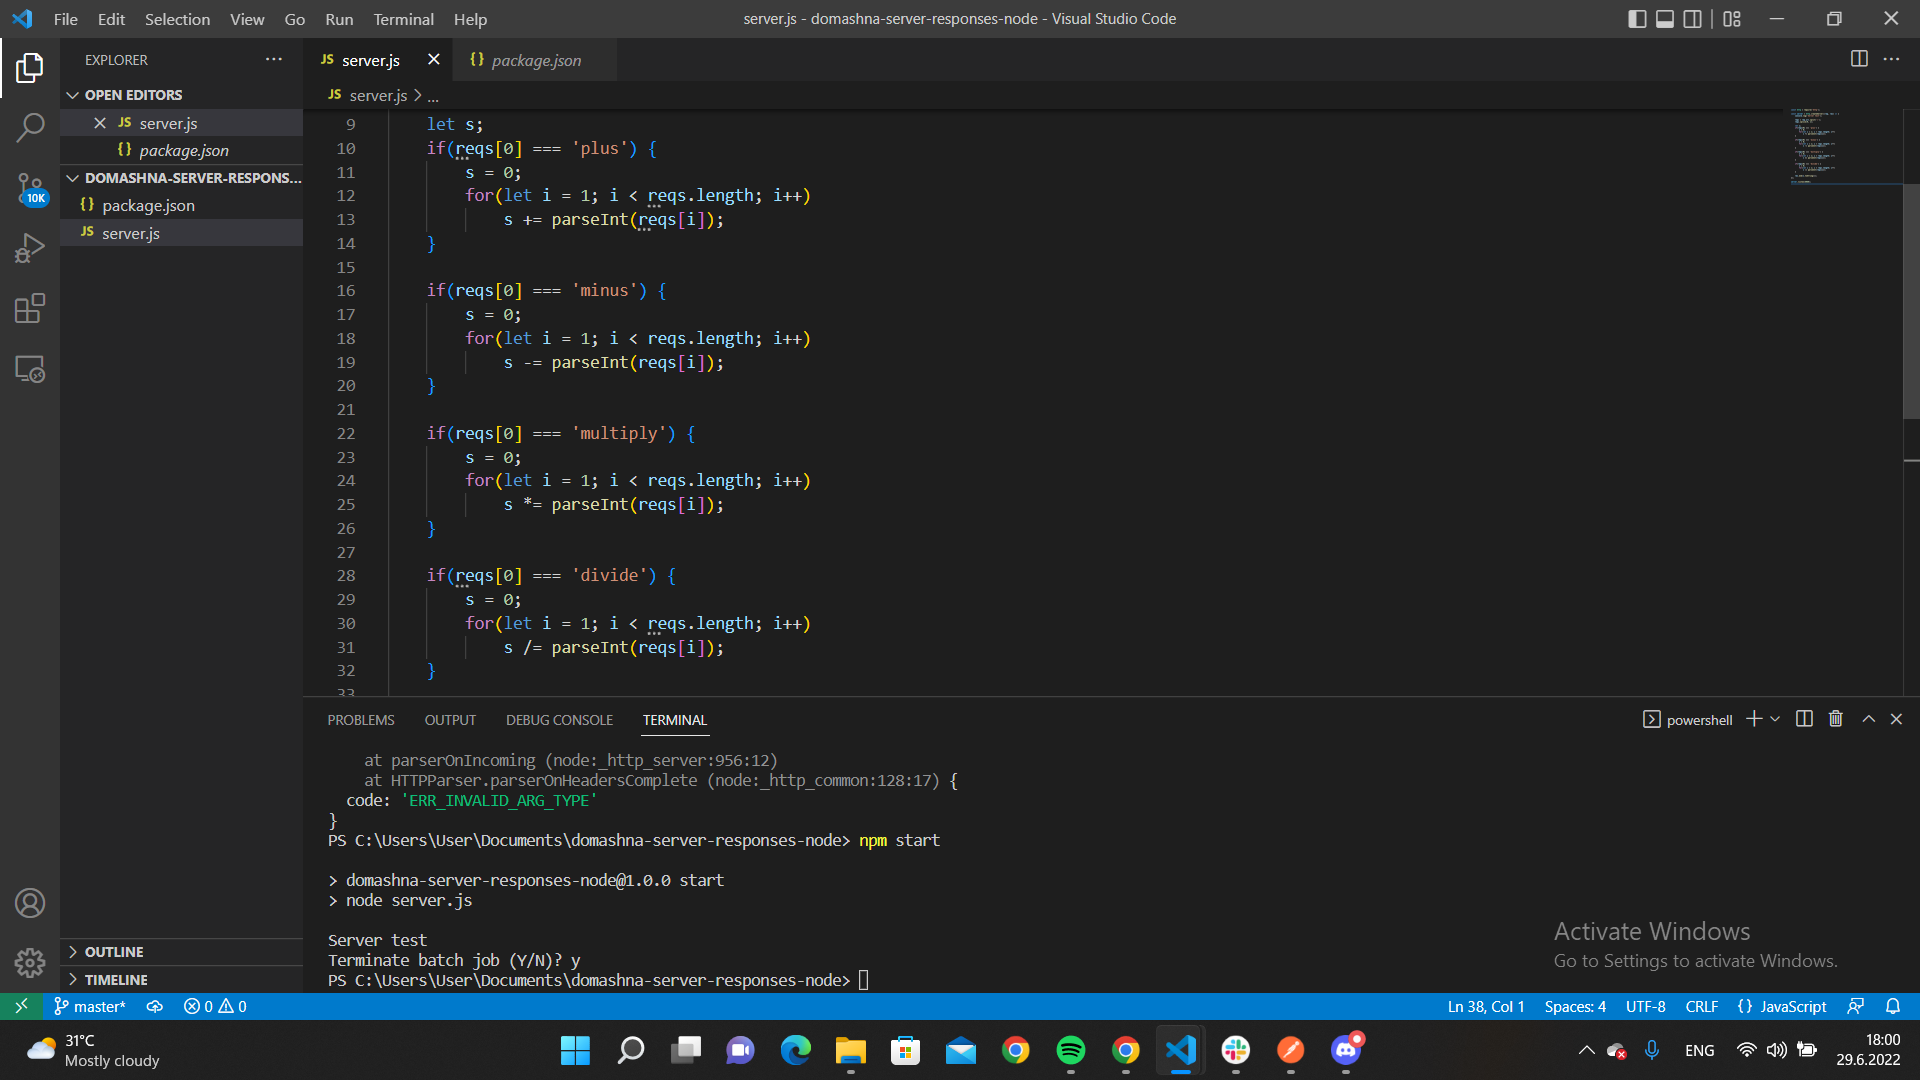 File Edit Selection View Go Run Terminal Help
server.js - domashna-server-responses-node - Visual Studio Code
EXPLORER
OPEN EDITORS
JS server.js
{} package.json
DOMASHNA-SERVER-RESPONS...
{} package.json
JS server.js
10K
OUTLINE
TIMELINE
JS server.js
{} package.json
JS server.js > ...
9 let s;
10 if(reqs[0] === 'plus') {
11 s = 0;
12 for(let i = 1; i < reqs.length; i++)
13 s += parseInt(reqs[i]);
14 }
15
16 if(reqs[0] === 'minus') {
17 s = 0;
18 for(let i = 1; i < reqs.length; i++)
19 s -= parseInt(reqs[i]);
20 }
21
22 if(reqs[0] === 'multiply') {
23 s = 0;
24 for(let i = 1; i < reqs.length; i++)
25 s *= parseInt(reqs[i]);
26 }
27
28 if(reqs[0] === 'divide') {
29 s = 0;
30 for(let i = 1; i < reqs.length; i++)
31 s /= parseInt(reqs[i]);
32 }
33
PROBLEMS OUTPUT DEBUG CONSOLE TERMINAL
powershell
at parserOnIncoming (node:_http_server:956:12)
at HTTPParser.parserOnHeadersComplete (node:_http_common:128:17) {
code: 'ERR_INVALID_ARG_TYPE'
}
PS C:\Users\User\Documents\domashna-server-responses-node> npm start
> domashna-server-responses-node@1.0.0 start
> node server.js
Server test
Terminate batch job (Y/N)? y
PS C:\Users\User\Documents\domashna-server-responses-node>
Activate Windows
Go to Settings to activate Windows.
master* 0 0
Ln 38, Col 1 Spaces: 4 UTF-8 CRLF {} JavaScript
31°C
Mostly cloudy
ENG
18:00
29.6.2022